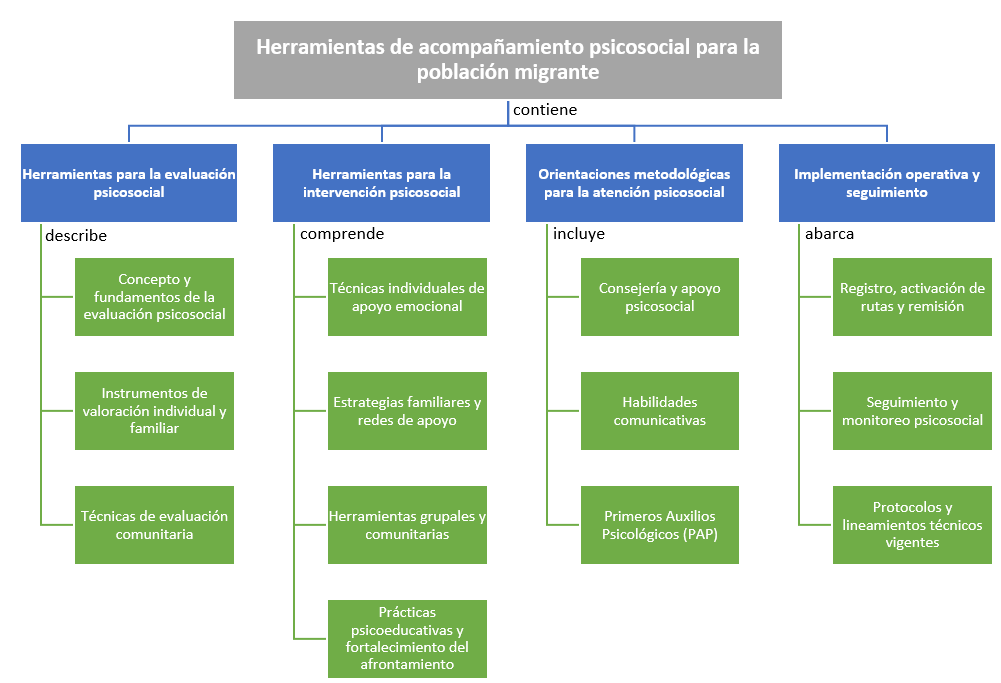 Herramientas de acompañamiento psicosocial para la
población migrante
contiene
Herramientas para la evaluación
psicosocial
describe
Concepto y
fundamentos de la
evaluación psicosocial
Instrumentos de
valoración individual y
familiar
Técnicas de evaluación
comunitaria
Herramientas para la
intervención psicosocial
comprende
Técnicas individuales de
apoyo emocional
Estrategias familiares y
redes de apoyo
Herramientas grupales y
comunitarias
Prácticas
psicoeducativas y
fortalecimiento del
afrontamiento
Orientaciones metodológicas
para la atención psicosocial
incluye
Consejería y apoyo
psicosocial
Habilidades
comunicativas
Primeros Auxilios
Psicológicos (PAP)
Implementación operativa y
seguimiento
abarca
Registro, activación de
rutas y remisión
Seguimiento y
monitoreo psicosocial
Protocolos y
lineamientos técnicos
vigentes